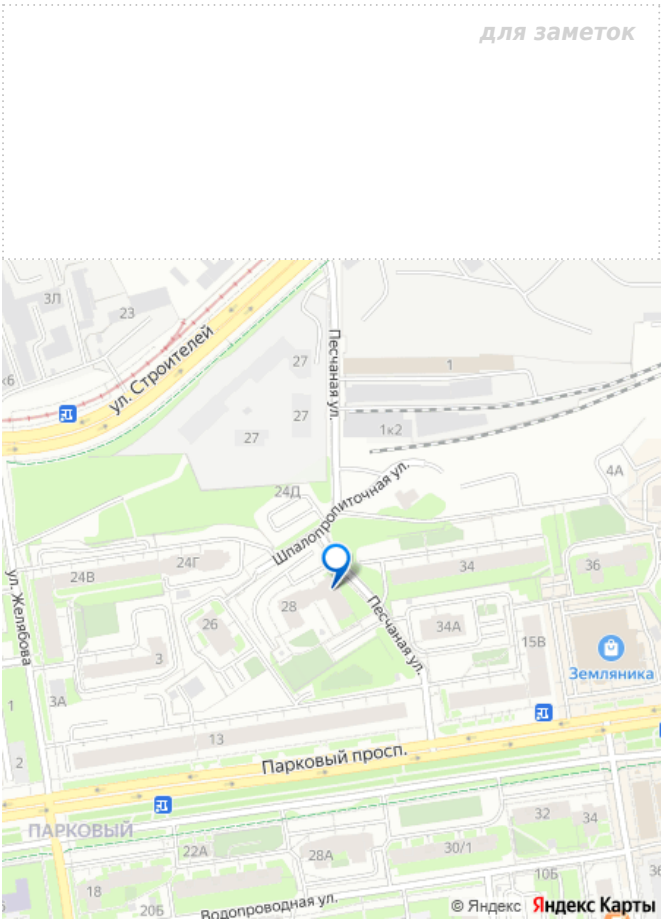 для заметок
3Л
23
к6
ул. Строителей
Песчаная ул.
27
1
27
27
1к2
4А
24Д
Шпалопропиточная ул.
24В
24Г
34
36
ул. Желябова
28
26
Песчаная ул.
34А
15В
3
Земляника
3А
1
13
2
Парковый просп.
ПАРКОВЫЙ
32
34
22А
28А
30/1
18
20Б
10Б
Водопроводная ул.
© Яндекс Яндекс Карты